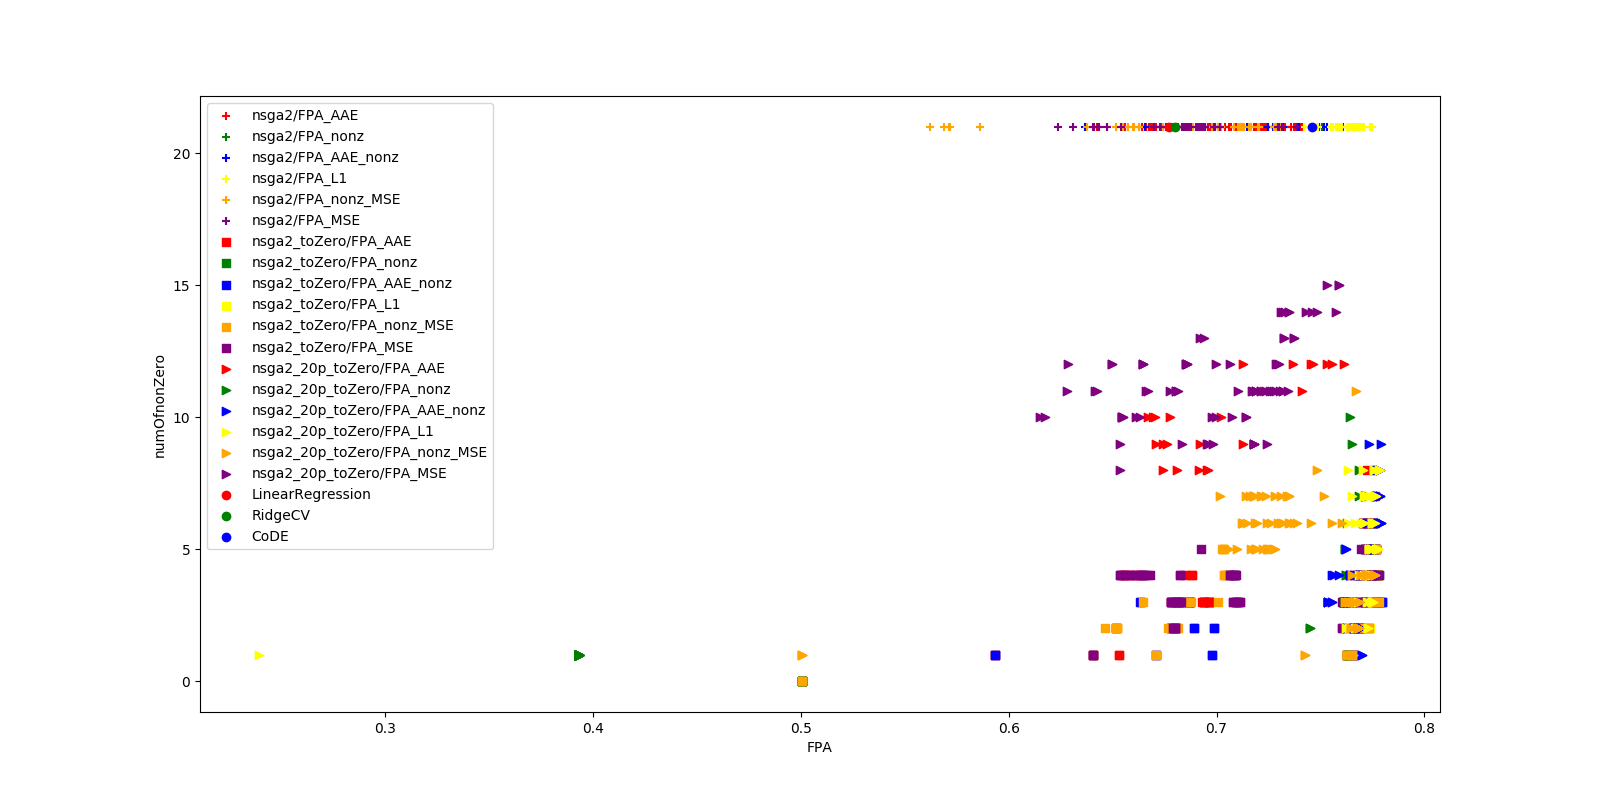 nsga2/FPA_AAE
nsga2/FPA_nonz
nsga2/FPA_AAE_nonz
nsga2/FPA_L1
nsga2/FPA_nonz_MSE
nsga2/FPA_MSE
nsga2_toZero/FPA_AAE
nsga2_toZero/FPA_nonz
nsga2_toZero/FPA_AAE_nonz
nsga2_toZero/FPA_L1
nsga2_toZero/FPA_nonz_MSE
nsga2_toZero/FPA_MSE
nsga2_20p_toZero/FPA_AAE
nsga2_20p_toZero/FPA_nonz
nsga2_20p_toZero/FPA_AAE_nonz
nsga2_20p_toZero/FPA_L1
nsga2_20p_toZero/FPA_nonz_MSE
nsga2_20p_toZero/FPA_MSE
LinearRegression
RidgeCV
CoDE
numOfnonZero
20
15
10
5
0
0.3 0.4 0.5 0.6 0.7 0.8
FPA